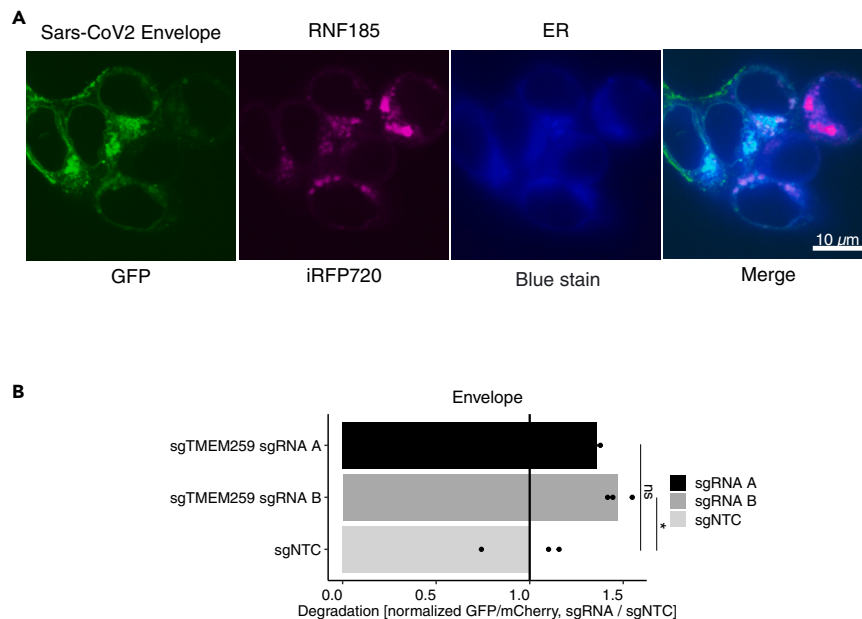 A
Sars-CoV2 Envelope RNF185 ER
10 µm
GFP iRFP720 Blue stain Merge
B
Envelope
sgTMEM259 sgRNA A
sgTMEM259 sgRNA B
sgNTC
ns
*
sgRNA A
sgRNA B
sgNTC
0.0 0.5 1.0 1.5
Degradation [normalized GFP/mCherry, sgRNA / sgNTC]